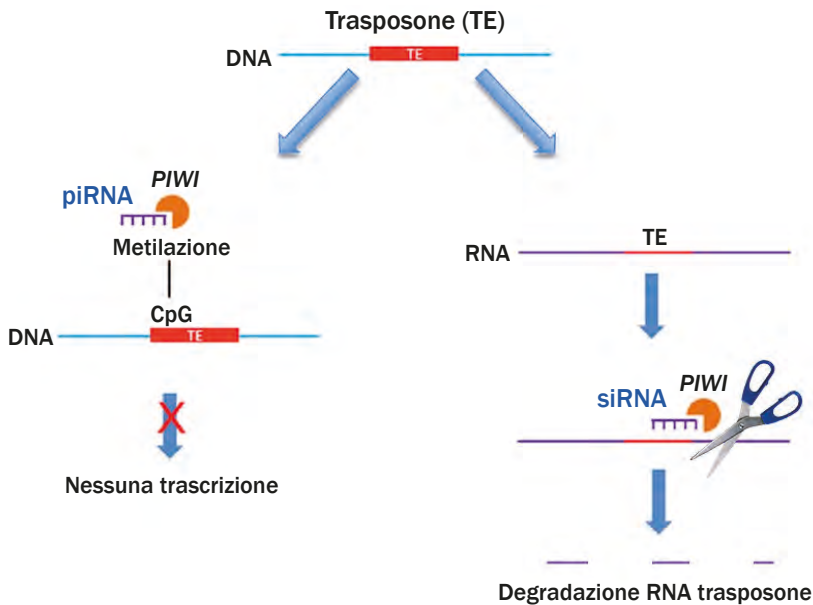 Trasposone (TE)
DNA
TE
piRNA
PIWI
Metilazione
CpG
DNA
TE
Nessuna trascrizione
RNA
TE
siRNA
PIWI
Degradazione RNA trasposone